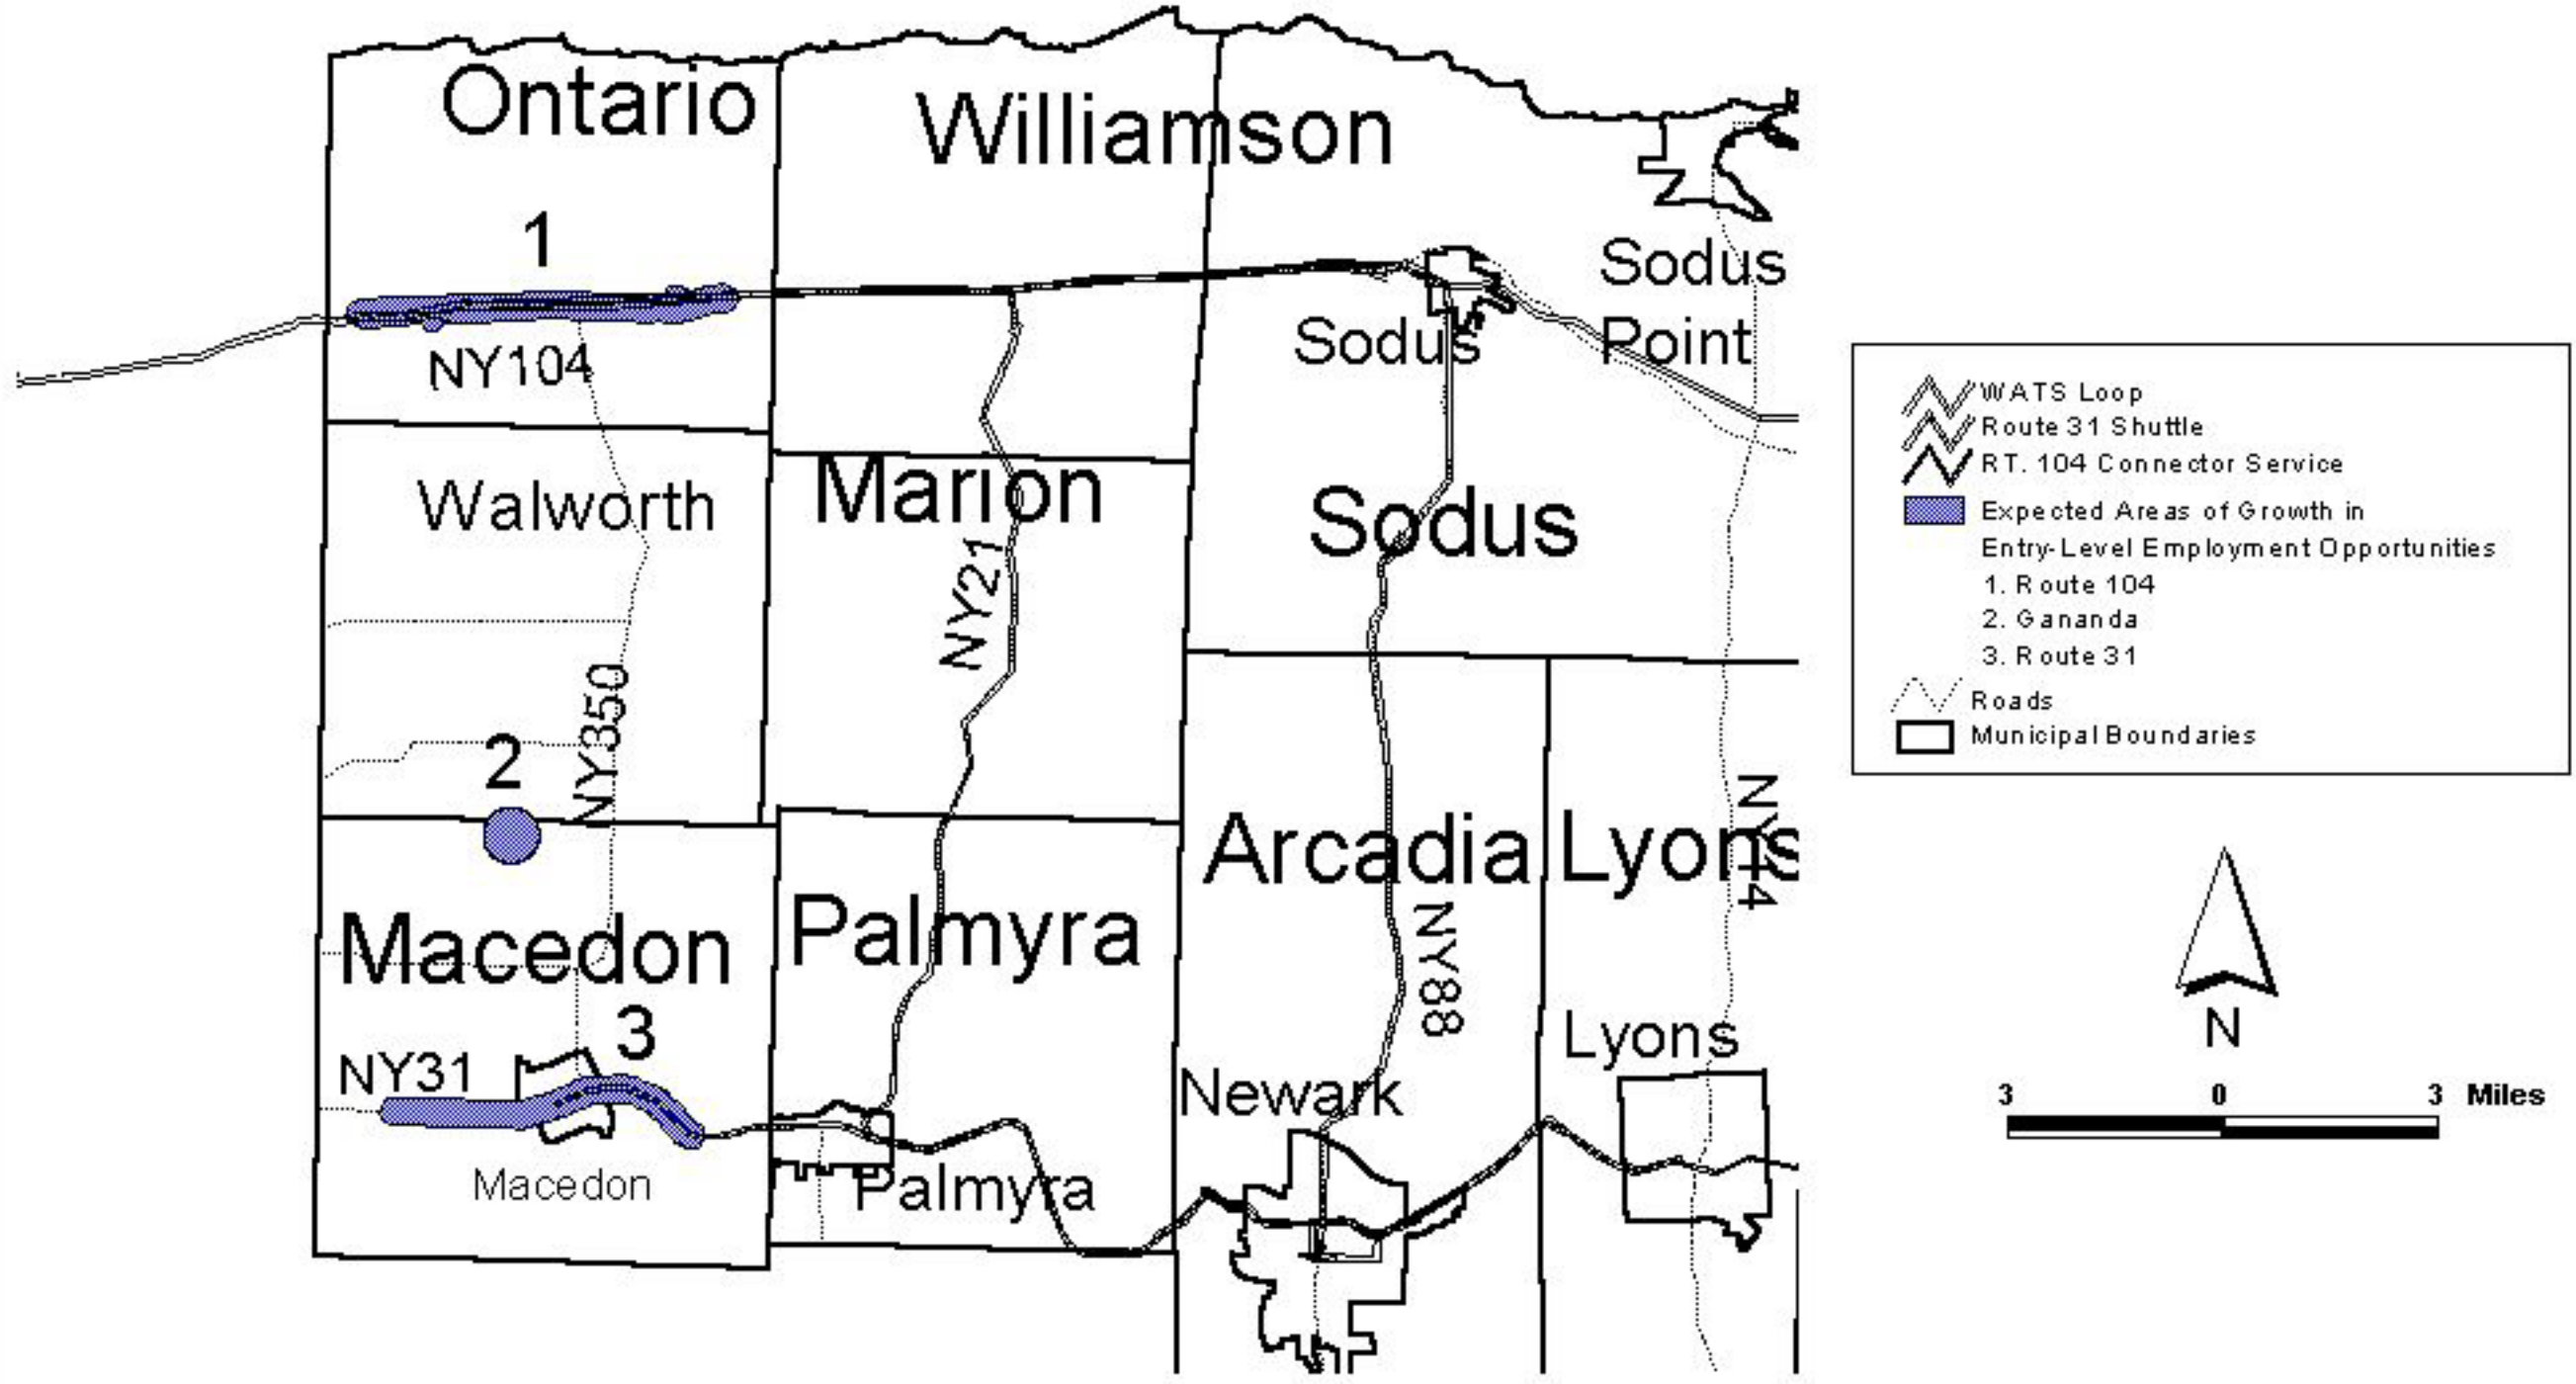 Ontario
Williamson
1
Sodus
Point
NY104
Sodus
Walworth
Marion
Sodus
NY21
NY350
2
Arcadia
Lyons
NY14
Macedon
Palmyra
NY88
3
NY31
Lyons
Newark
Macedon
Palmyra
WATS Loop
Route 31 Shuttle
RT. 104 Connector Service
Expected Areas of Growth in
Entry-Level Employment Opportunities
1. Route 104
2. Gananda
3. Route 31
Roads
Municipal Boundaries
N
3 0 3 Miles